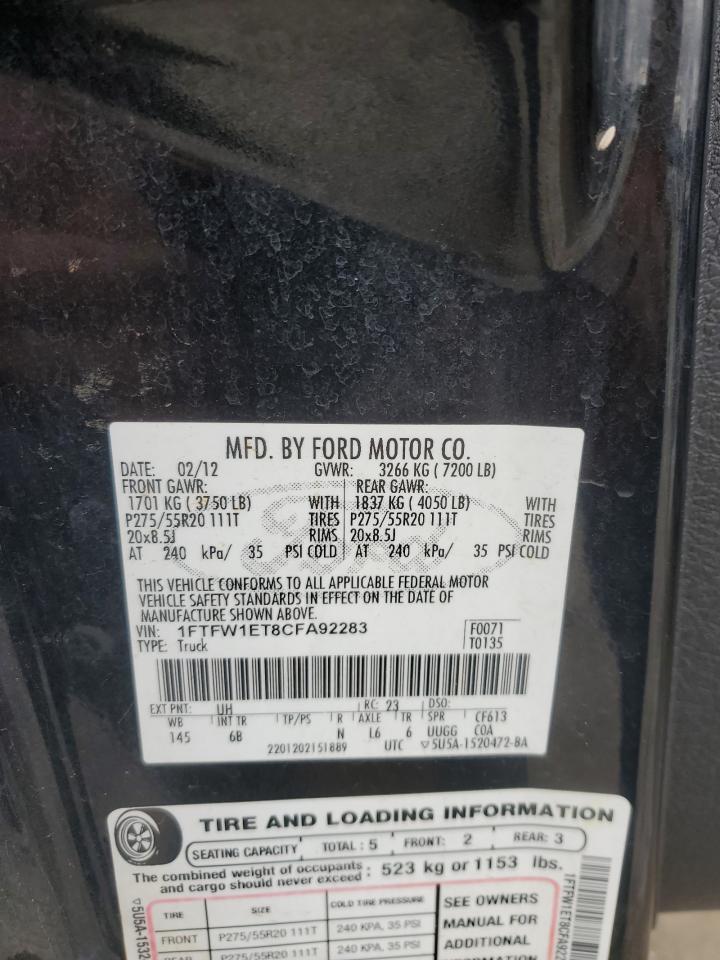 MFD. BY FORD MOTOR CO.
DATE: 02/12 GVWR: 3266 KG ( 7200 LB)
FRONT GAWR: REAR GAWR:
1701 KG ( 3750 LB) WITH 1837 KG ( 4050 LB) WITH
P275/55R20 111T TIRES P275/55R20 111T TIRES
20x8.5J RIMS 20x8.5J RIMS
AT 240 kPa/ 35 PSI COLD AT 240 kPa/ 35 PSI COLD
Ford
THIS VEHICLE CONFORMS TO ALL APPLICABLE FEDERAL MOTOR
VEHICLE SAFETY STANDARDS IN EFFECT ON THE DATE OF
MANUFACTURE SHOWN ABOVE.
VIN: 1FTFW1ET8CFA92283 F0071
TYPE: Truck T0135
EXT PNT: UH RC: 23 DSO:
WB INT TR TP/PS R AXLE TR SPR CF613
145 6B N L6 6 UUGG COA
2201202151889 UTC ▽5U5A-1520472-BA
TIRE AND LOADING INFORMATION
SEATING CAPACITY TOTAL: 5 FRONT: 2 REAR: 3
The combined weight of occupants
and cargo should never exceed : 523 kg or 1153 lbs.
TIRE SIZE COLD TIRE PRESSURE SEE OWNERS
FRONT P275/55R20 111T 240 KPA, 35 PSI MANUAL FOR
REAR P275/55R20 111T 240 KPA, 35 PSI ADDITIONAL
INFORMATION